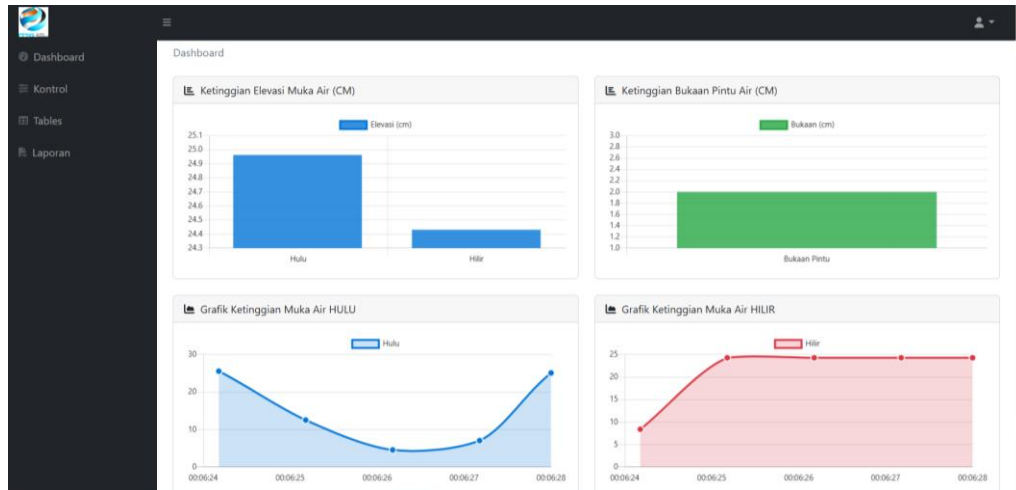 Dashboard
Kontrol
Tables
Laporan
Dashboard
Ketinggian Elevasi Muka Air (CM)
Elevasi (cm)
25.1
25.0
24.9
24.8
24.7
24.6
24.5
24.4
24.3
Hulu Hilir
Ketinggian Bukaan Pintu Air (CM)
Bukaan (cm)
3.0
2.8
2.6
2.4
2.2
2.0
1.8
1.6
1.4
1.2
1.0
Bukaan Pintu
Grafik Ketinggian Muka Air HULU
Hulu
30
20
10
0
00:06:24 00:06:25 00:06:26 00:06:27 00:06:28
Grafik Ketinggian Muka Air HILIR
Hilir
25
20
15
10
5
0
00:06:24 00:06:25 00:06:26 00:06:27 00:06:28